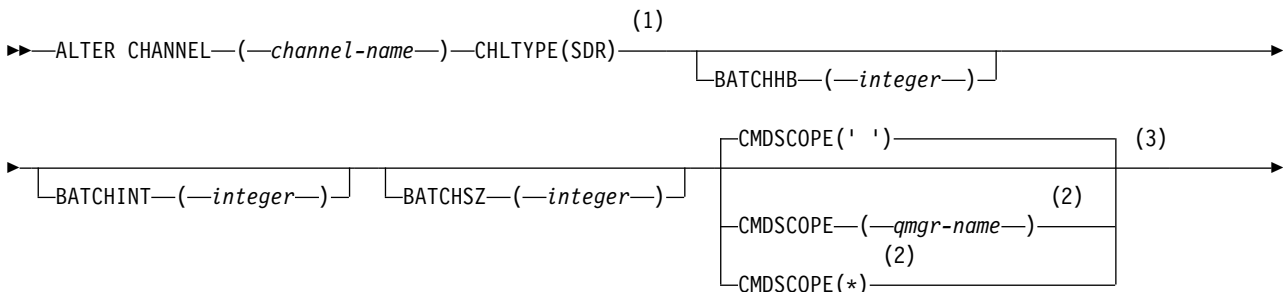 (1)
ALTER CHANNEL ( channel-name ) CHLTYPE(SDR)
BATCHHB ( integer )
CMDSCOPE(' ') (3)
BATCHINT ( integer ) BATCHSZ ( integer )
(2)
CMDSCOPE ( qmgr-name )
(2)
CMDSCOPE(*)